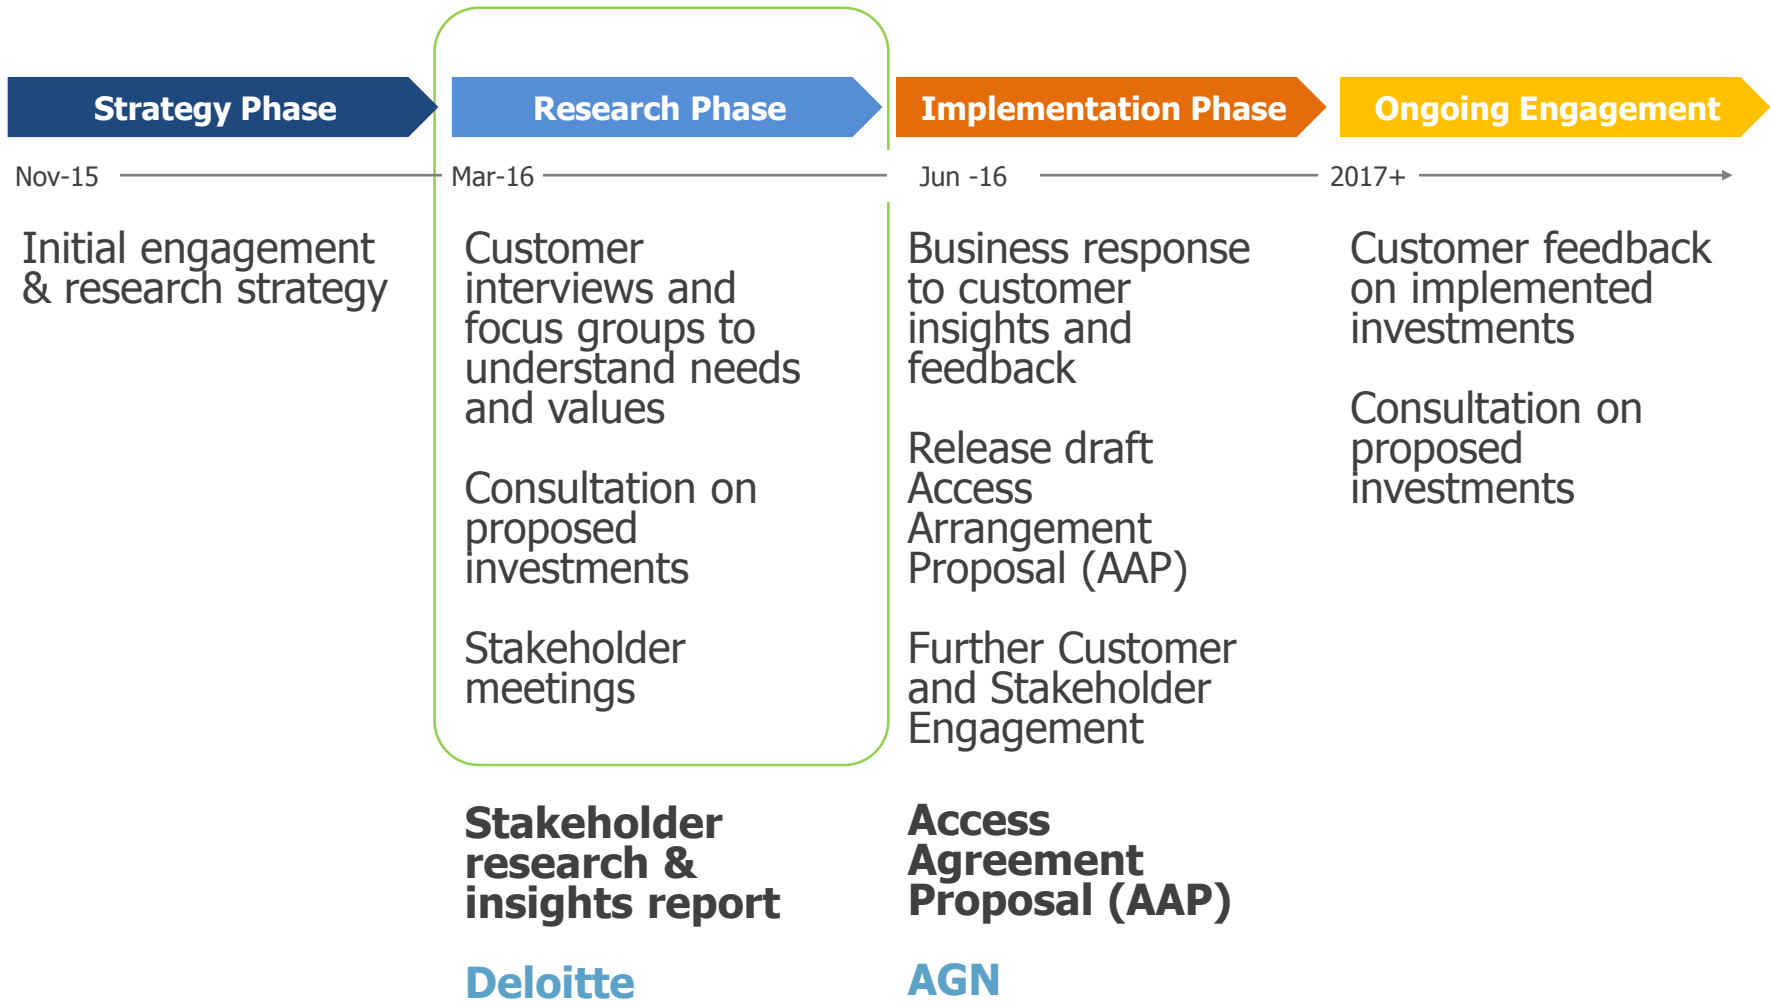 Strategy Phase
Research Phase
Implementation Phase
Ongoing Engagement
Nov-15
Mar-16
Jun -16
2017+
Initial engagement
& research strategy
Customer
interviews and
focus groups to
understand needs
and values
Consultation on
proposed
investments
Stakeholder
meetings
Stakeholder
research &
insights report
Deloitte
Business response
to customer
insights and
feedback
Release draft
Access
Arrangement
Proposal (AAP)
Further Customer
and Stakeholder
Engagement
Access
Agreement
Proposal (AAP)
AGN
Customer feedback
on implemented
investments
Consultation on
proposed
investments